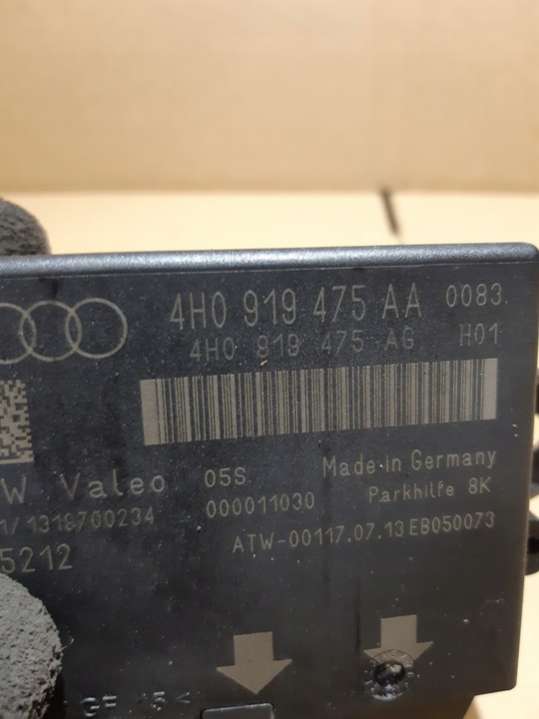 4H0 919 475 AA 0083
4H0 919 475 AG H01
W Valeo 05S Made in Germany
1/1318700234 000011030 Parkhilfe 8K
5212 ATW-00117.07.13 EB050073